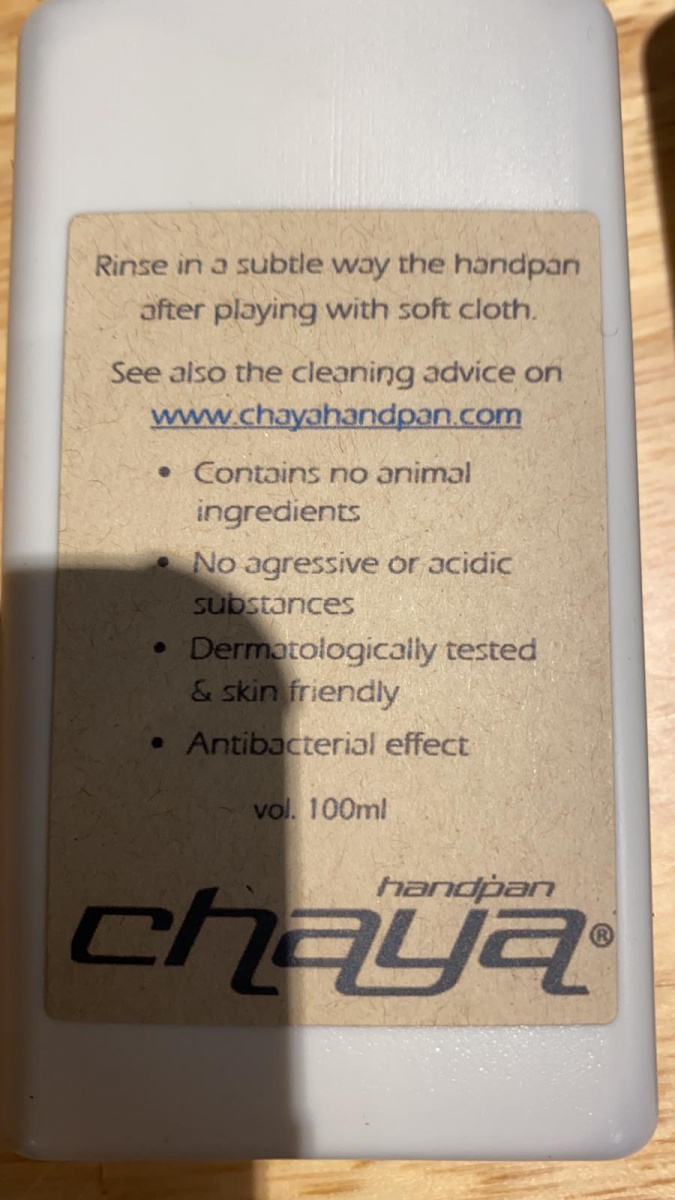 Rinse in a subtle way the handpan
after playing with soft cloth.
See also the cleaning advice on
www.chayahandpan.com
• Contains no animal
ingredients
• No agressive or acidic
substances
• Dermatologically tested
& skin friendly
• Antibacterial effect
vol. 100ml
handpan
chaya®